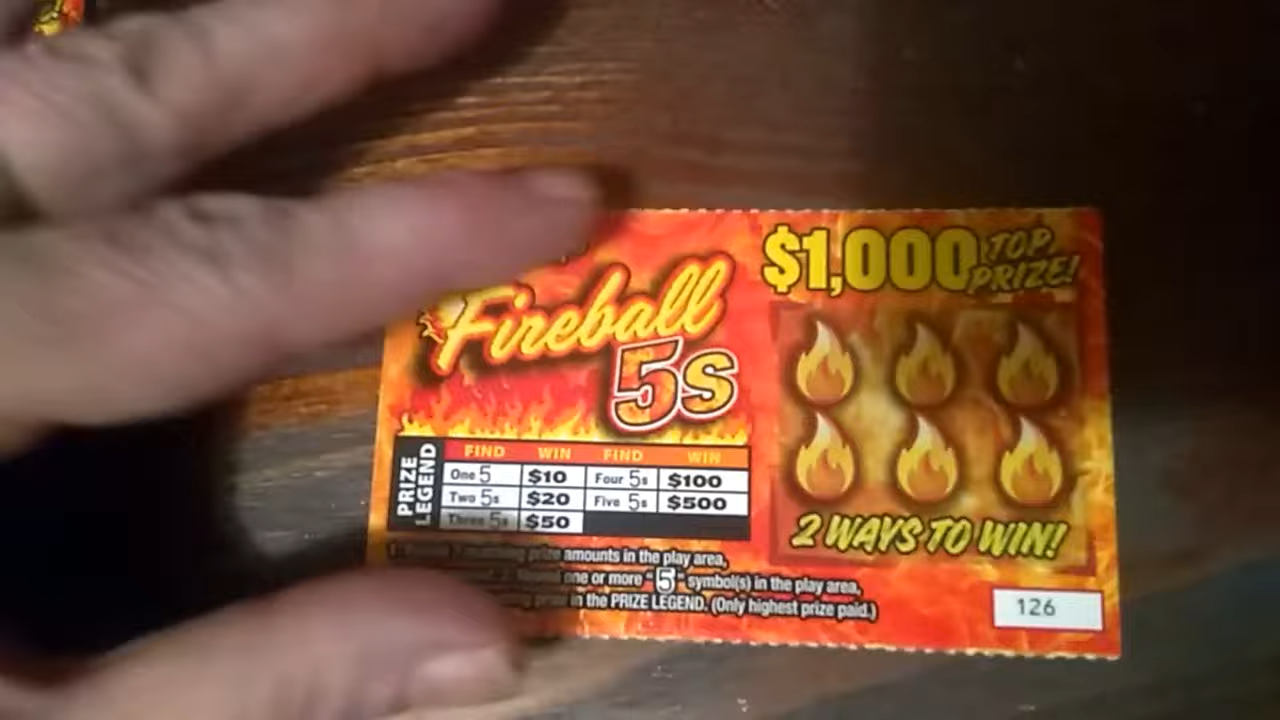 $1,000 TOP PRIZE!
Fireball
5s
PRIZE LEGEND
FIND WIN FIND WIN
One 5 $10 Four 5s $100
Two 5s $20 Five 5s $500
Three 5s $50
2 WAYS TO WIN!
matching prize amounts in the play area,
one or more "5" symbol(s) in the play area,
prize in the PRIZE LEGEND. (Only highest prize paid.)
126